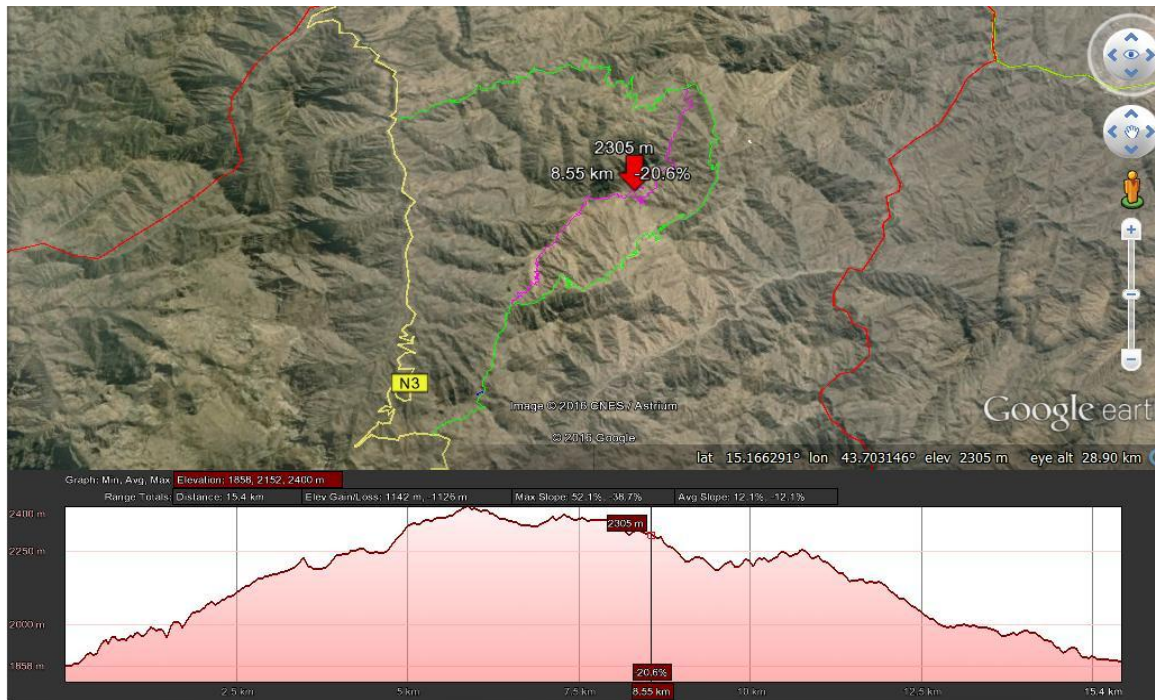 2305 m
8.55 km -20.6%
N3
Image © 2016 CNES / Astrium
© 2016 Google
Google eart
lat 15.166291° lon 43.703146° elev 2305 m eye alt 28.90 km
Graph: Min, Avg, Max Elevation: 1858, 2152, 2400 m
Range Totals: Distance: 15.4 km Elev Gain/Loss: 1142 m, -1126 m Max Slope: 52.1%, -38.7% Avg Slope: 12.1%, -12.1%
2400 m
2305 m
2250 m
2000 m
1858 m
-20.6%
2.5 km 5 km 7.5 km 8.55 km 10 km 12.5 km 15.4 km